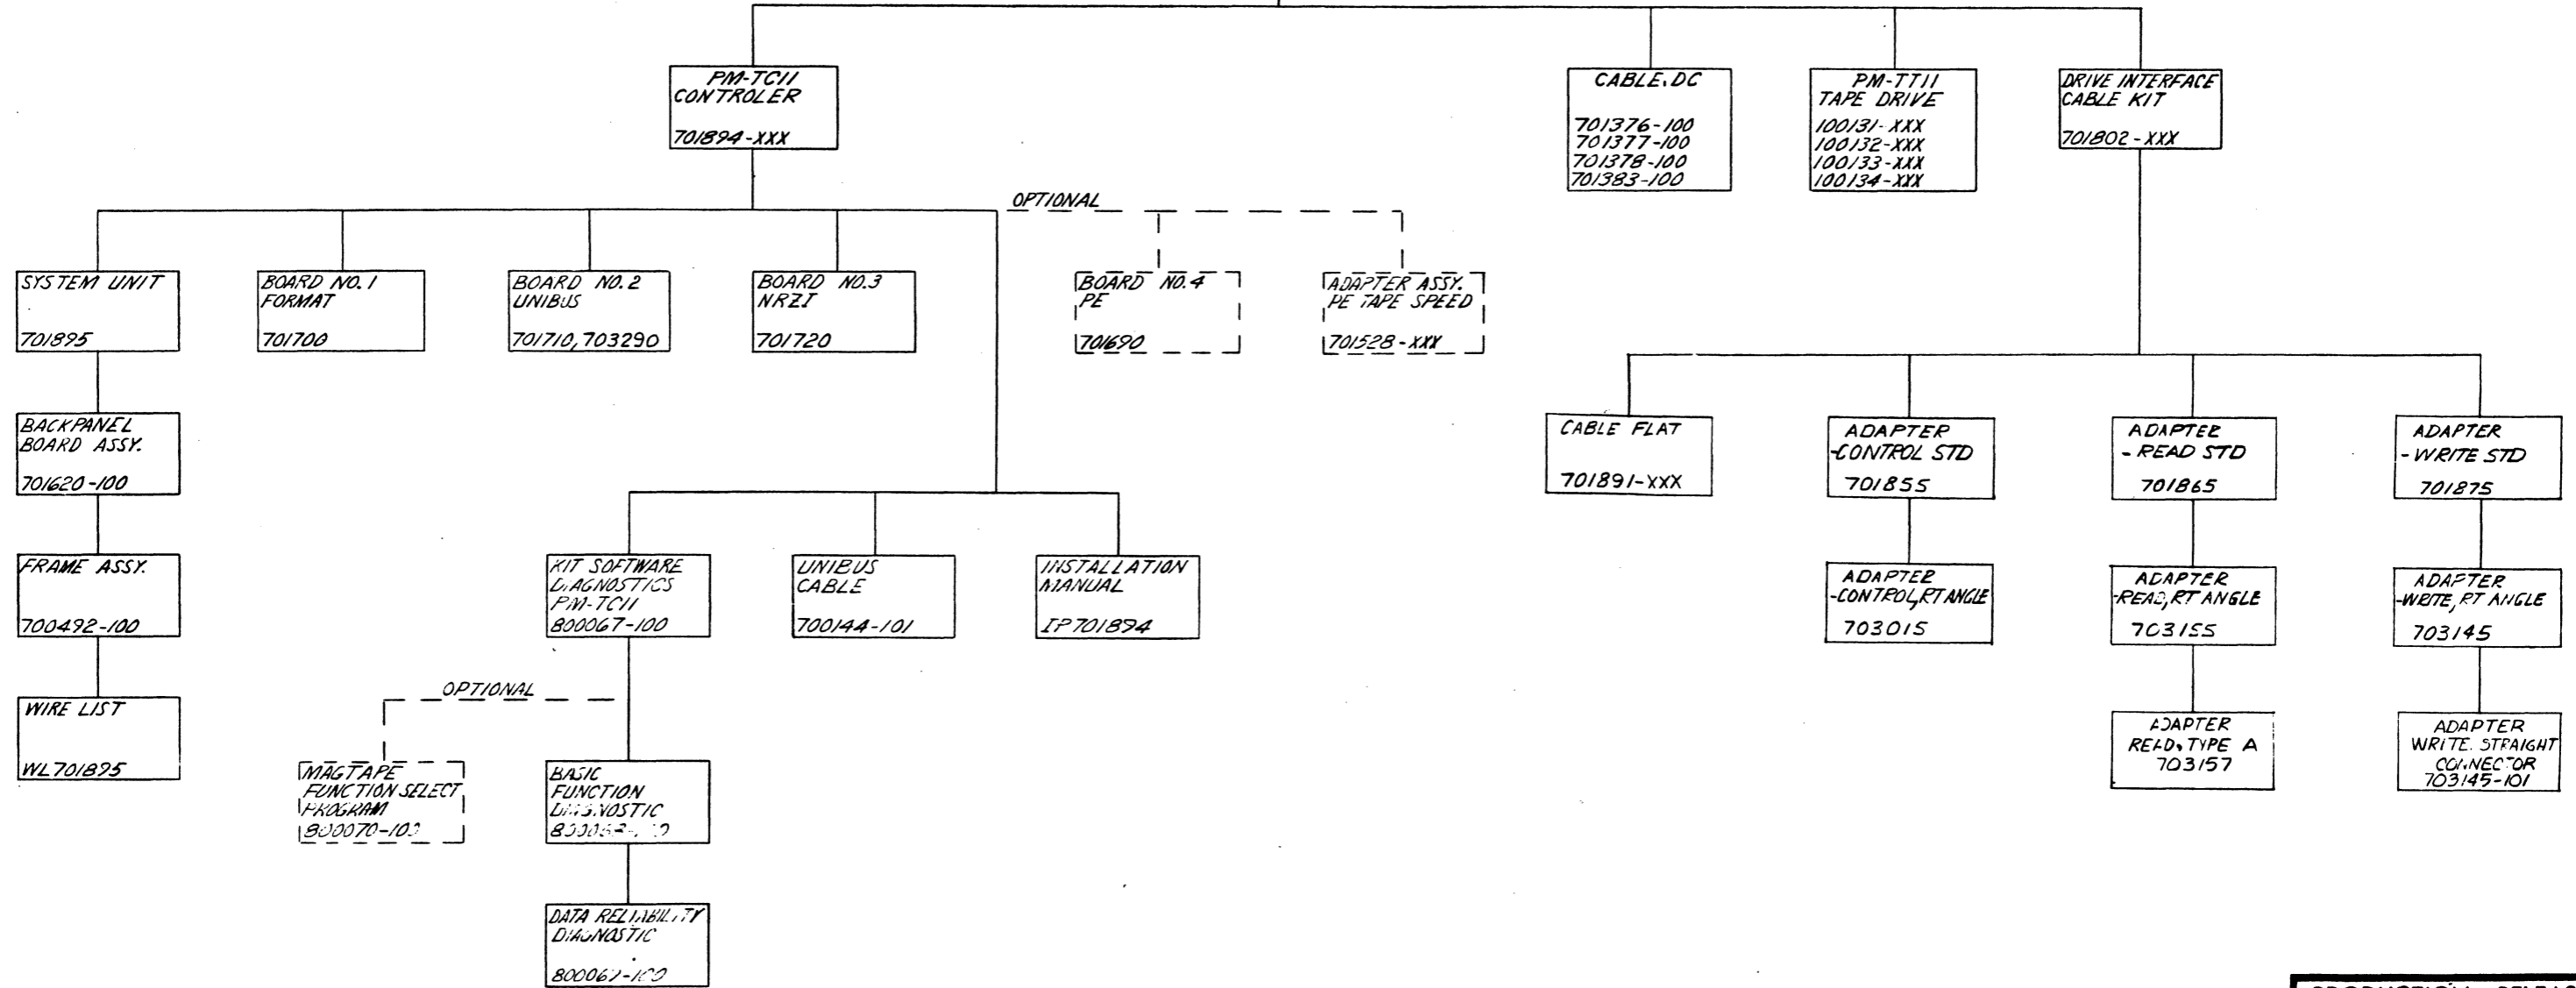 PM-TC11
CONTROLER
701894-XXX
CABLE, DC
701376-100
701377-100
701378-100
701383-100
PM-TT11
TAPE DRIVE
100131-XXX
100132-XXX
100133-XXX
100134-XXX
DRIVE INTERFACE
CABLE KIT
701802-XXX
OPTIONAL
SYSTEM UNIT
701895
BOARD NO. 1
FORMAT
701700
BOARD NO. 2
UNIBUS
701710, 703290
BOARD NO. 3
NRZI
701720
BOARD NO. 4
PE
701690
ADAPTER ASSY.
PE TAPE SPEED
701528-XXX
BACKPANEL
BOARD ASSY.
701620-100
CABLE FLAT
701891-XXX
ADAPTER
-CONTROL STD
701855
ADAPTER
- READ STD
701865
ADAPTER
- WRITE STD
701875
FRAME ASSY.
700492-100
KIT SOFTWARE
DIAGNOSTICS
PM-TC11
800067-100
UNIBUS
CABLE
700144-101
INSTALLATION
MANUAL
IP701894
ADAPTER
-CONTROL, RT ANGLE
703015
ADAPTER
-READ, RT ANGLE
703155
ADAPTER
-WRITE, RT ANGLE
703145
OPTIONAL
WIRE LIST
WL701895
MAGTAPE
FUNCTION SELECT
PROGRAM
BASIC
FUNCTION
DIAGNOSTIC
ADAPTER
READ, TYPE A
703157
ADAPTER
WRITE, STRAIGHT
CONNECTOR
703145-101
DATA RELIABILITY
DIAGNOSTIC
PRODUCTION